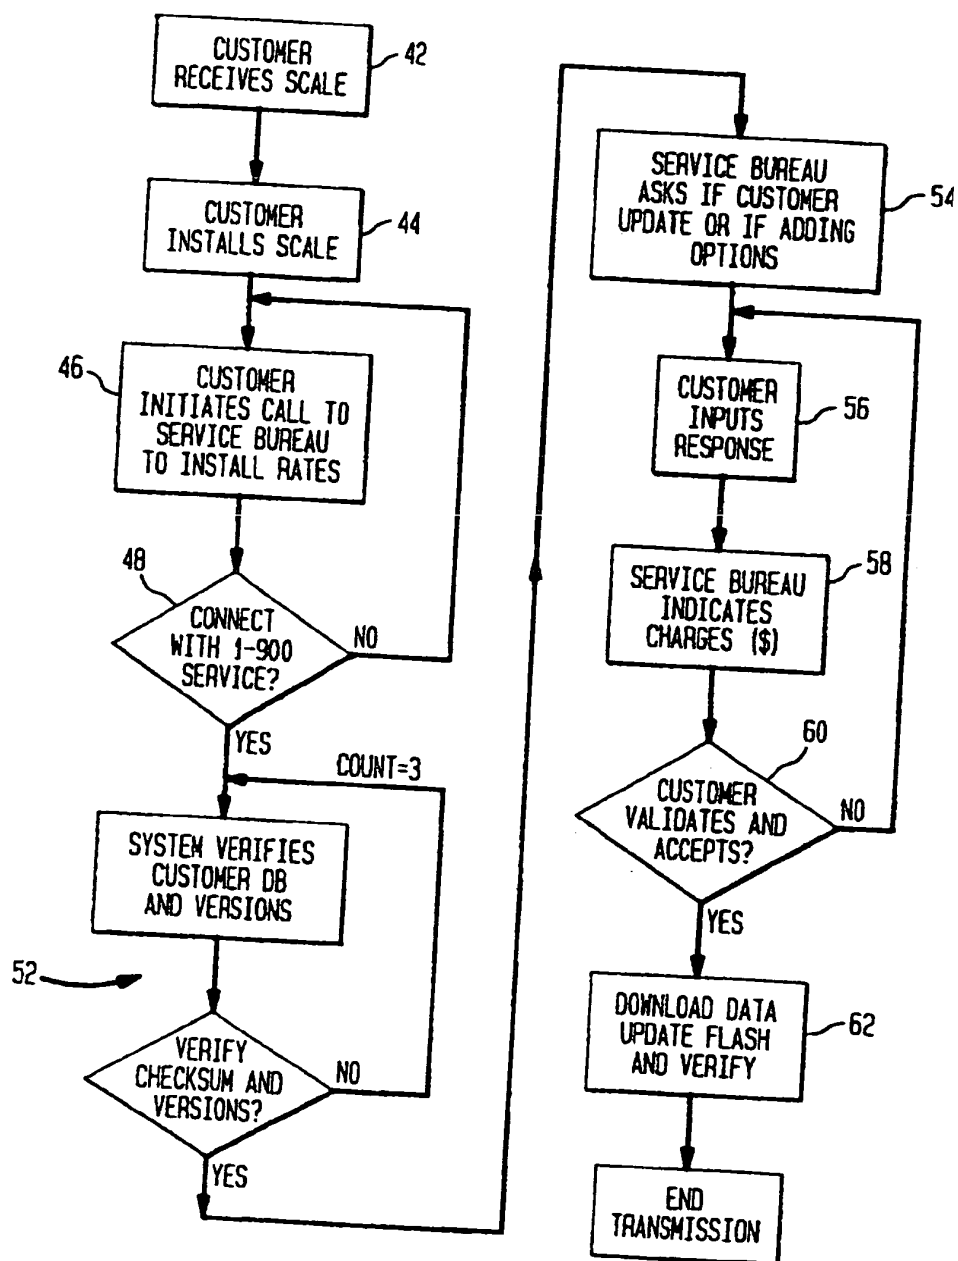 CUSTOMER
RECEIVES SCALE
42
CUSTOMER
INSTALLS SCALE
44
46
CUSTOMER
INITIATES CALL TO
SERVICE BUREAU
TO INSTALL RATES
48
CONNECT
WITH 1-900
SERVICE?
NO
YES
COUNT=3
SYSTEM VERIFIES
CUSTOMER DB
AND VERSIONS
52
VERIFY
CHECKSUM AND
VERSIONS?
NO
YES
SERVICE BUREAU
ASKS IF CUSTOMER
UPDATE OR IF ADDING
OPTIONS
54
CUSTOMER
INPUTS
RESPONSE
56
SERVICE BUREAU
INDICATES
CHARGES ($)
58
60
CUSTOMER
VALIDATES AND
ACCEPTS?
NO
YES
DOWNLOAD DATA
UPDATE FLASH
AND VERIFY
62
END
TRANSMISSION